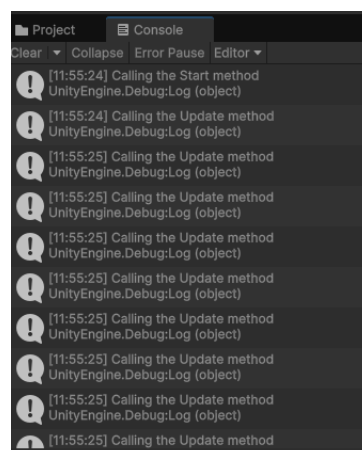 Project
Console
Clear
Collapse
Error Pause
Editor
[11:55:24] Calling the Start method
UnityEngine.Debug:Log (object)
[11:55:24] Calling the Update method
UnityEngine.Debug:Log (object)
[11:55:25] Calling the Update method
UnityEngine.Debug:Log (object)
[11:55:25] Calling the Update method
UnityEngine.Debug:Log (object)
[11:55:25] Calling the Update method
UnityEngine.Debug:Log (object)
[11:55:25] Calling the Update method
UnityEngine.Debug:Log (object)
[11:55:25] Calling the Update method
UnityEngine.Debug:Log (object)
[11:55:25] Calling the Update method
UnityEngine.Debug:Log (object)
[11:55:25] Calling the Update method
UnityEngine.Debug:Log (object)
[11:55:25] Calling the Update method